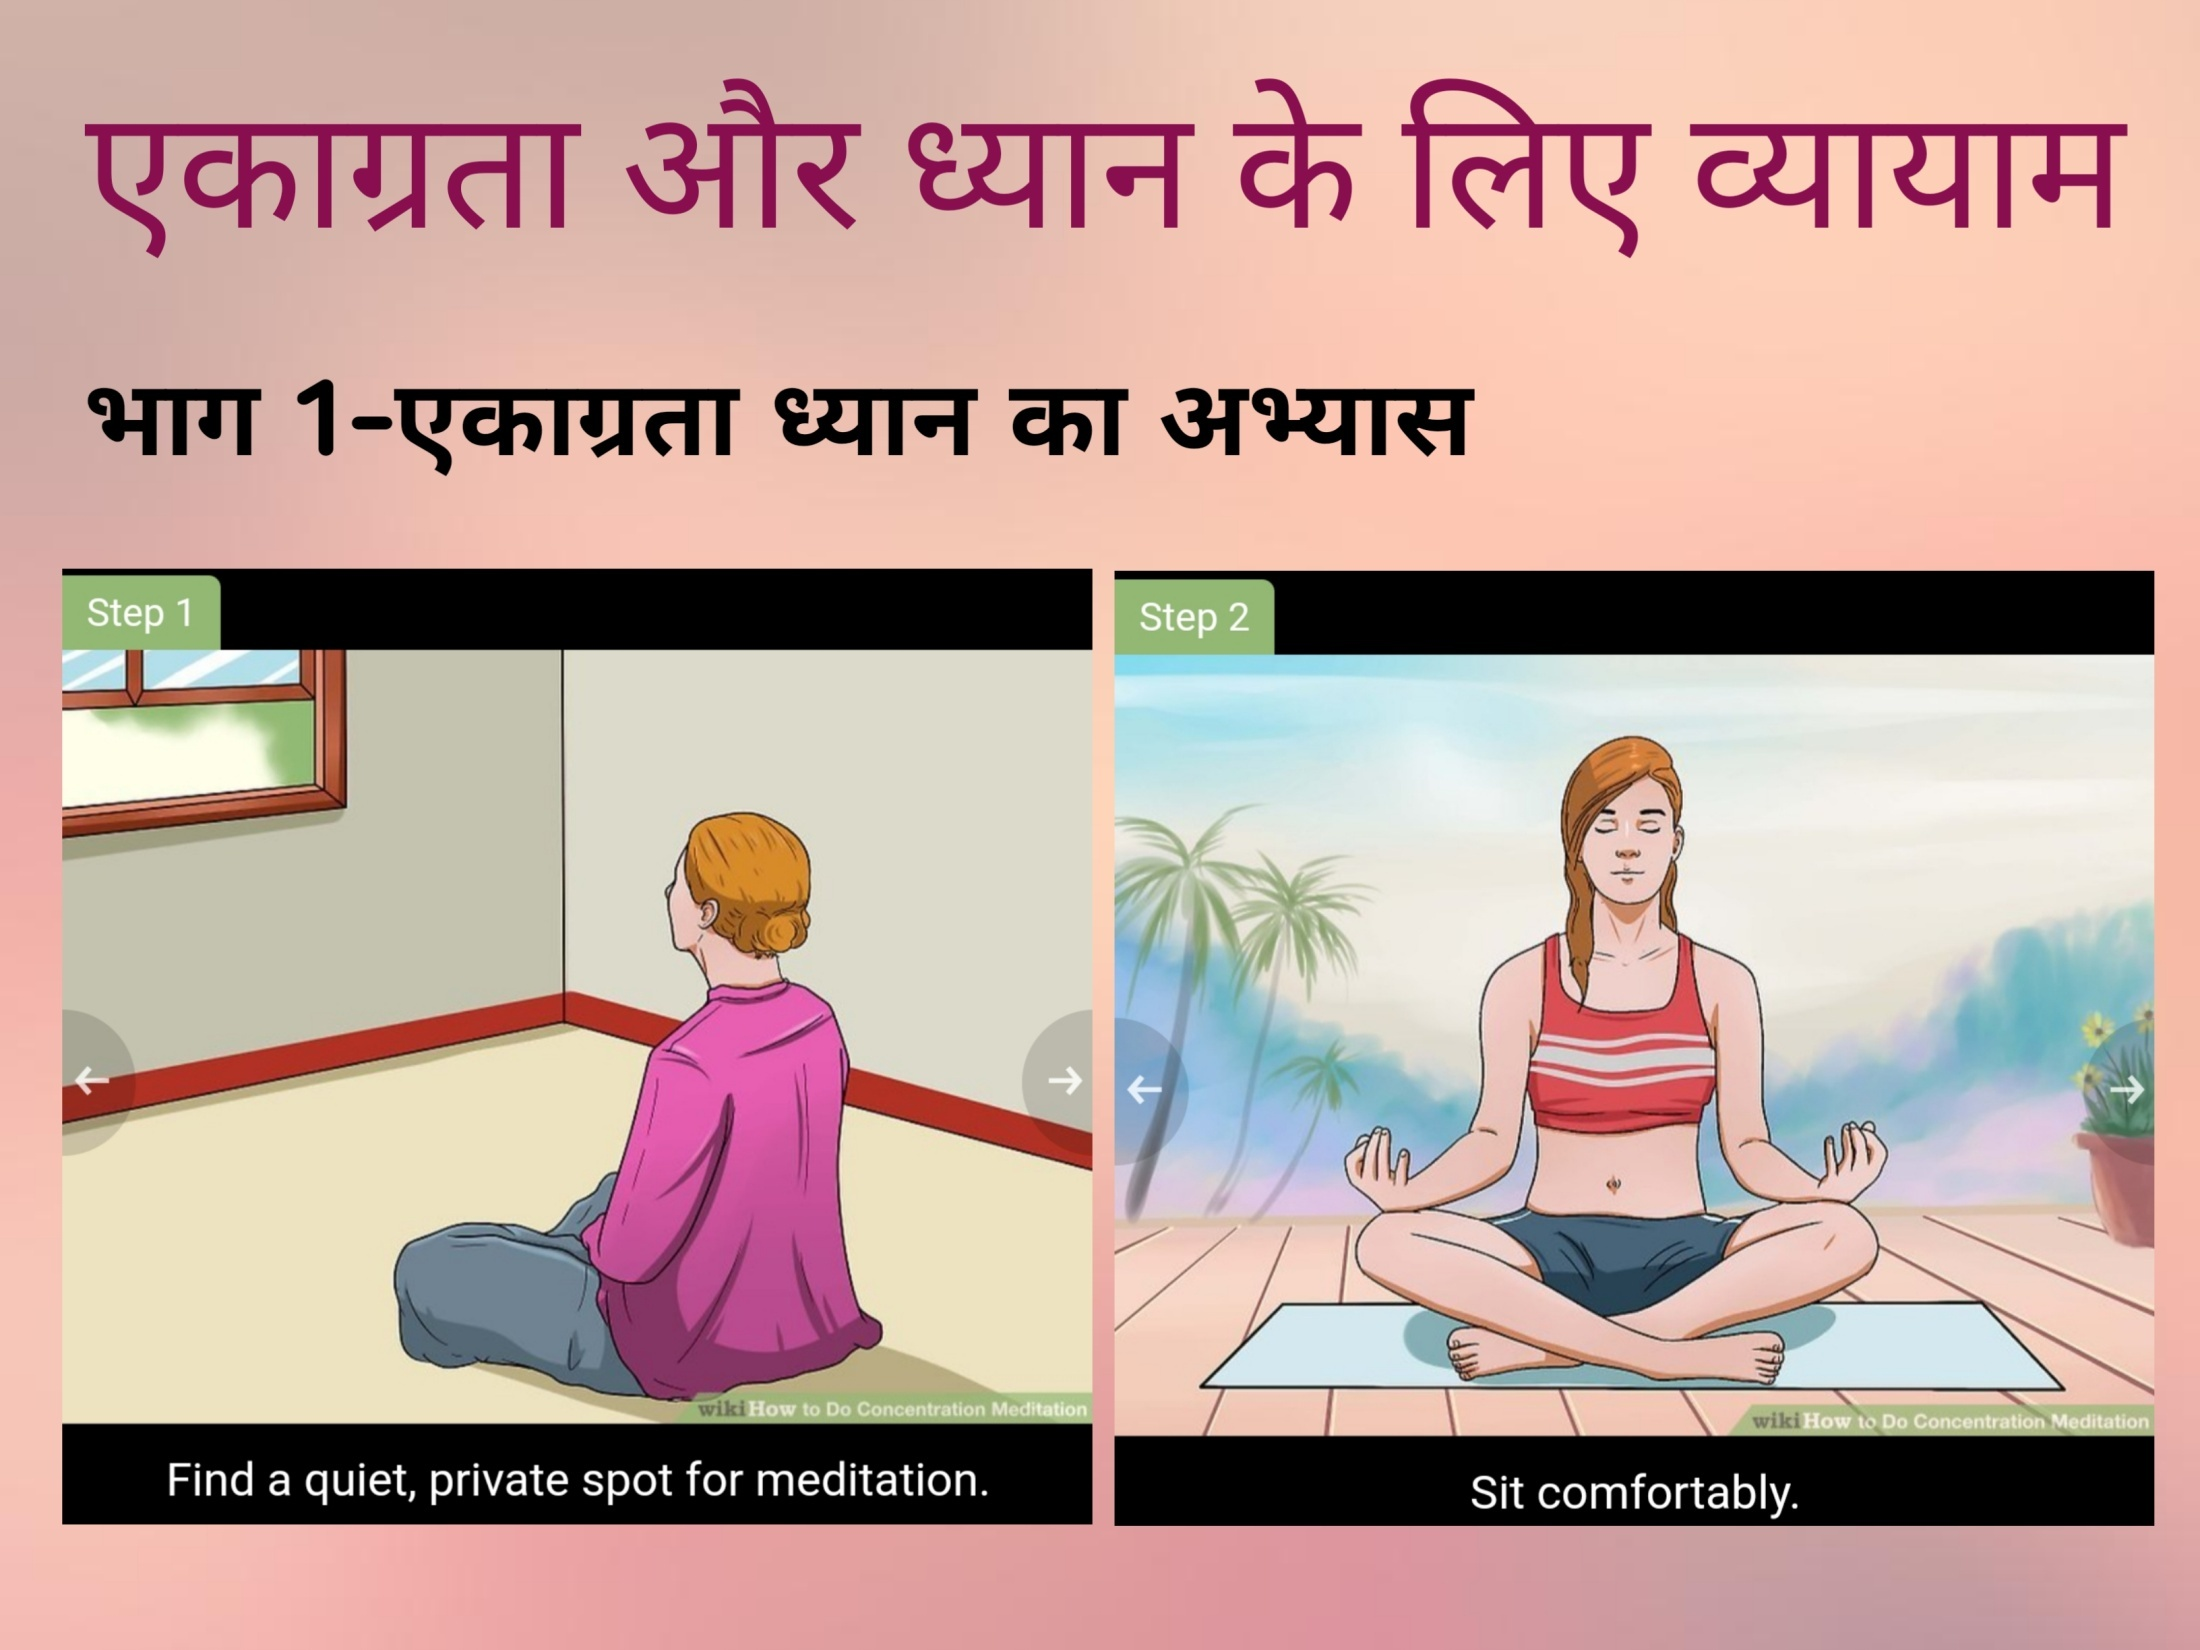 एकाग्रता और ध्यान के लिए व्यायाम
भाग 1-एकाग्रता ध्यान का अभ्यास
Step 1
wikiHow to Do Concentration Meditation
Find a quiet, private spot for meditation.
Step 2
wikiHow to Do Concentration Meditation
Sit comfortably.